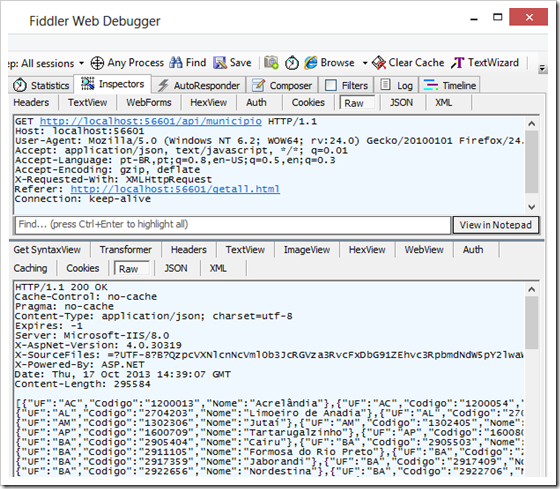 Fiddler Web Debugger
ep: All sessions Any Process Find Save Browse Clear Cache TextWizard
Statistics Inspectors AutoResponder Composer Filters Log Timeline
Headers TextView WebForms HexView Auth Cookies Raw JSON XML
GET http://localhost:56601/api/municipio HTTP/1.1
Host: localhost:56601
User-Agent: Mozilla/5.0 (Windows NT 6.2; WOW64; rv:24.0) Gecko/20100101 Firefox/24.
Accept: application/json, text/javascript, */*; q=0.01
Accept-Language: pt-BR,pt;q=0.8,en-US;q=0.5,en;q=0.3
Accept-Encoding: gzip, deflate
X-Requested-With: XMLHttpRequest
Referer: http://localhost:56601/getall.html
Connection: keep-alive
Find... (press Ctrl+Enter to highlight all) View in Notepad
Get SyntaxView Transformer Headers TextView ImageView HexView WebView Auth
Caching Cookies Raw JSON XML
HTTP/1.1 200 OK
Cache-Control: no-cache
Pragma: no-cache
Content-Type: application/json; charset=utf-8
Expires: -1
Server: Microsoft-IIS/8.0
X-AspNet-Version: 4.0.30319
X-SourceFiles:
X-Powered-By: ASP.NET
Date: Thu, 17 Oct 2013 14:39:07 GMT
Content-Length: 295584
[{"UF":"AC","Codigo":"1200013","Nome":"Acrelândia"},{"UF":"AC","Codigo":"1200054","
{"UF":"AL","Codigo":"2704203","Nome":"Limoeiro de Anadia"},{"UF":"AL","Codigo":"270
{"UF":"AM","Codigo":"1302306","Nome":"Jutaí"},{"UF":"AM","Codigo":"1302405","Nome":
{"UF":"AP","Codigo":"1600709","Nome":"Tartarugalzinho"},{"UF":"AP","Codigo":"16008
{"UF":"BA","Codigo":"2905404","Nome":"Cairu"},{"UF":"BA","Codigo":"2905503","Nome":
{"UF":"BA","Codigo":"2911105","Nome":"Formosa do Rio Preto"},{"UF":"BA","Codigo":"2
{"UF":"BA","Codigo":"2917359","Nome":"Jaborandi"},{"UF":"BA","Codigo":"2917409","No
{"UF":"BA","Codigo":"2922656","Nome":"Nordestina"},{"UF":"BA","Codigo":"2922706","N